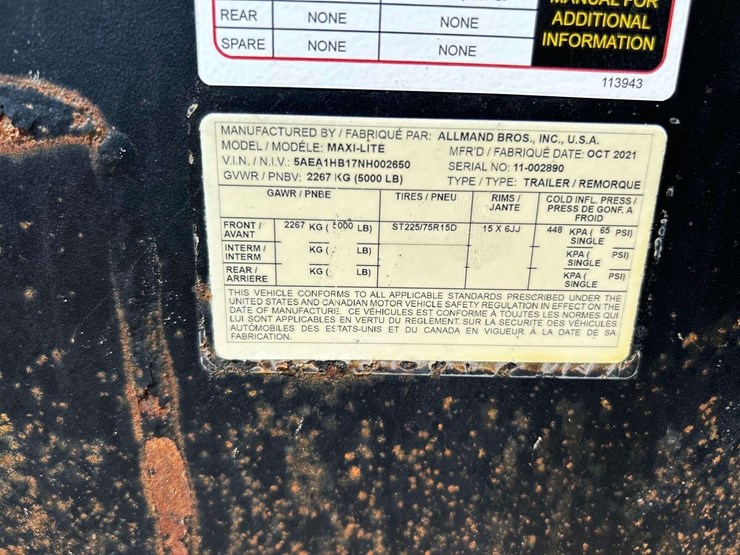 MANUAL FOR
ADDITIONAL
INFORMATION
REAR NONE NONE
SPARE NONE NONE
113943
MANUFACTURED BY / FABRIQUÉ PAR: ALLMAND BROS., INC., U.S.A.
MODEL / MODÉLE: MAXI-LITE MFR'D / FABRIQUÉ DATE: OCT 2021
V.I.N. / N.I.V.: 5AEA1HB17NH002650 SERIAL NO: 11-002890
GVWR / PNBV: 2267 KG (5000 LB) TYPE / TYPE: TRAILER / REMORQUE
GAWR / PNBE TIRES / PNEU RIMS / JANTE COLD INFL. PRESS / PRESS DE GONF. A FROID
FRONT / AVANT 2267 KG ( 5000 LB) ST225/75R15D 15 X 6JJ 448 KPA ( 65 PSI) SINGLE
INTERM / INTERM KG ( LB) KPA ( PSI) SINGLE
REAR / ARRIERE KG ( LB) KPA ( PSI) SINGLE
THIS VEHICLE CONFORMS TO ALL APPLICABLE STANDARDS PRESCRIBED UNDER THE
UNITED STATES AND CANADIAN MOTOR VEHICLE SAFETY REGULATION IN EFFECT ON THE
DATE OF MANUFACTURE. CE VÉHICULES EST CONFORME À TOUTES LES NORMES QUI
LUI SONT APPLICABLES EN VERTU DU REGLEMENT. SUR LA SECURITE DES VÉHICULES
AUTOMOBILES DES ESTATS-UNIS ET DU CANADA EN VIGUEUR À LA DATE DE SA
FABRICATION.